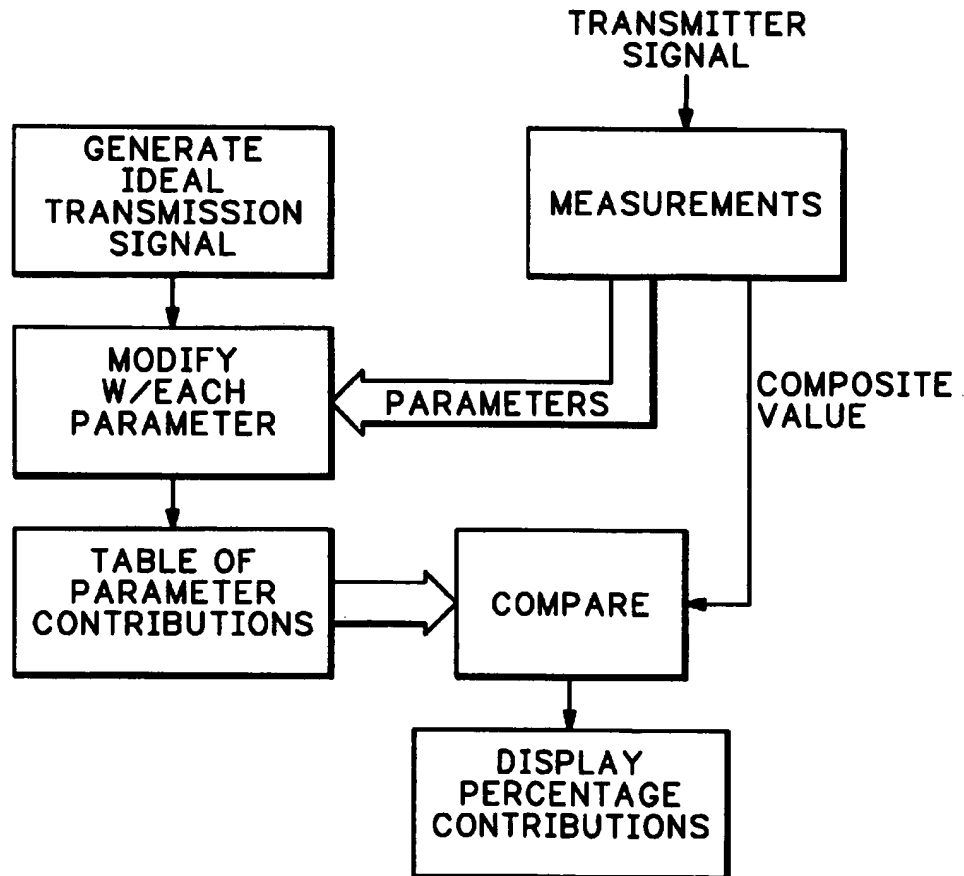 TRANSMITTER
SIGNAL
GENERATE
IDEAL
TRANSMISSION
SIGNAL
MEASUREMENTS
MODIFY
W/EACH
PARAMETER
PARAMETERS
COMPOSITE
VALUE
TABLE OF
PARAMETER
CONTRIBUTIONS
COMPARE
DISPLAY
PERCENTAGE
CONTRIBUTIONS